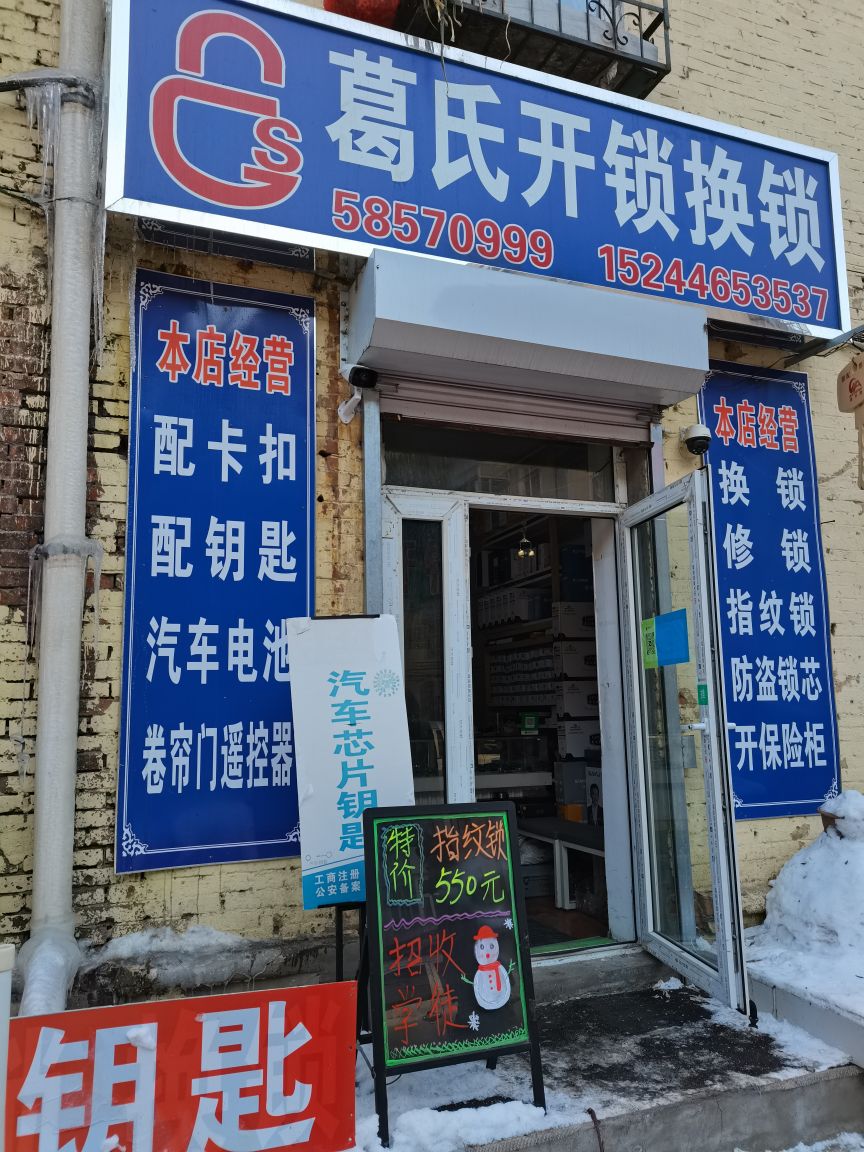 GS
葛氏开锁换锁
58570999 15244653537
本店经营
配卡扣
配钥匙
汽车电池
卷帘门遥控器
本店经营
换锁
修锁
指纹锁
防盗锁芯
开保险柜
汽车芯片钥匙
工商注册
公安备案
特价
指纹锁
550元
招收
学徒
钥匙